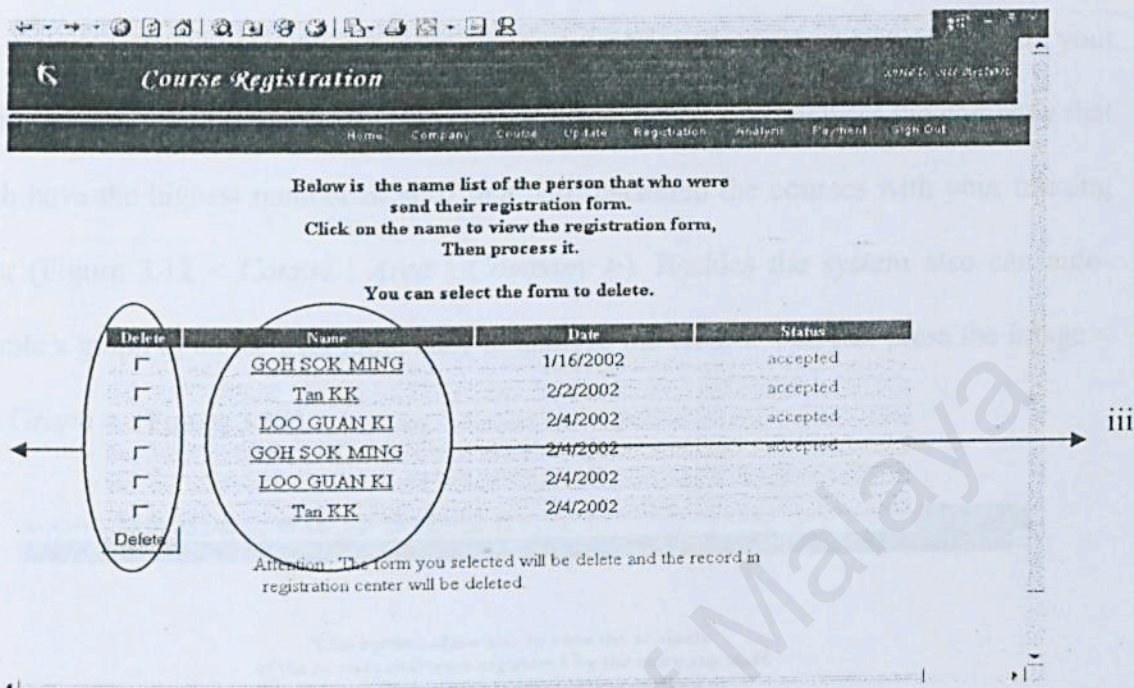 Course Registration
Home Company Course Update Registration Analysis Payment Sign Out
Below is the name list of the person that who were
send their registration form.
Click on the name to view the registration form,
Then process it.
You can select the form to delete.
Delete Name Date Status
GOH SOK MING 1/16/2002 accepted
Tan KK 2/2/2002 accepted
LOO GUAN KI 2/4/2002 accepted
GOH SOK MING 2/4/2002 accepted
LOO GUAN KI 2/4/2002
Tan KK 2/4/2002
Delete
Attention : The form you selected will be delete and the record in
registration center will be deleted.
iii
Malaya